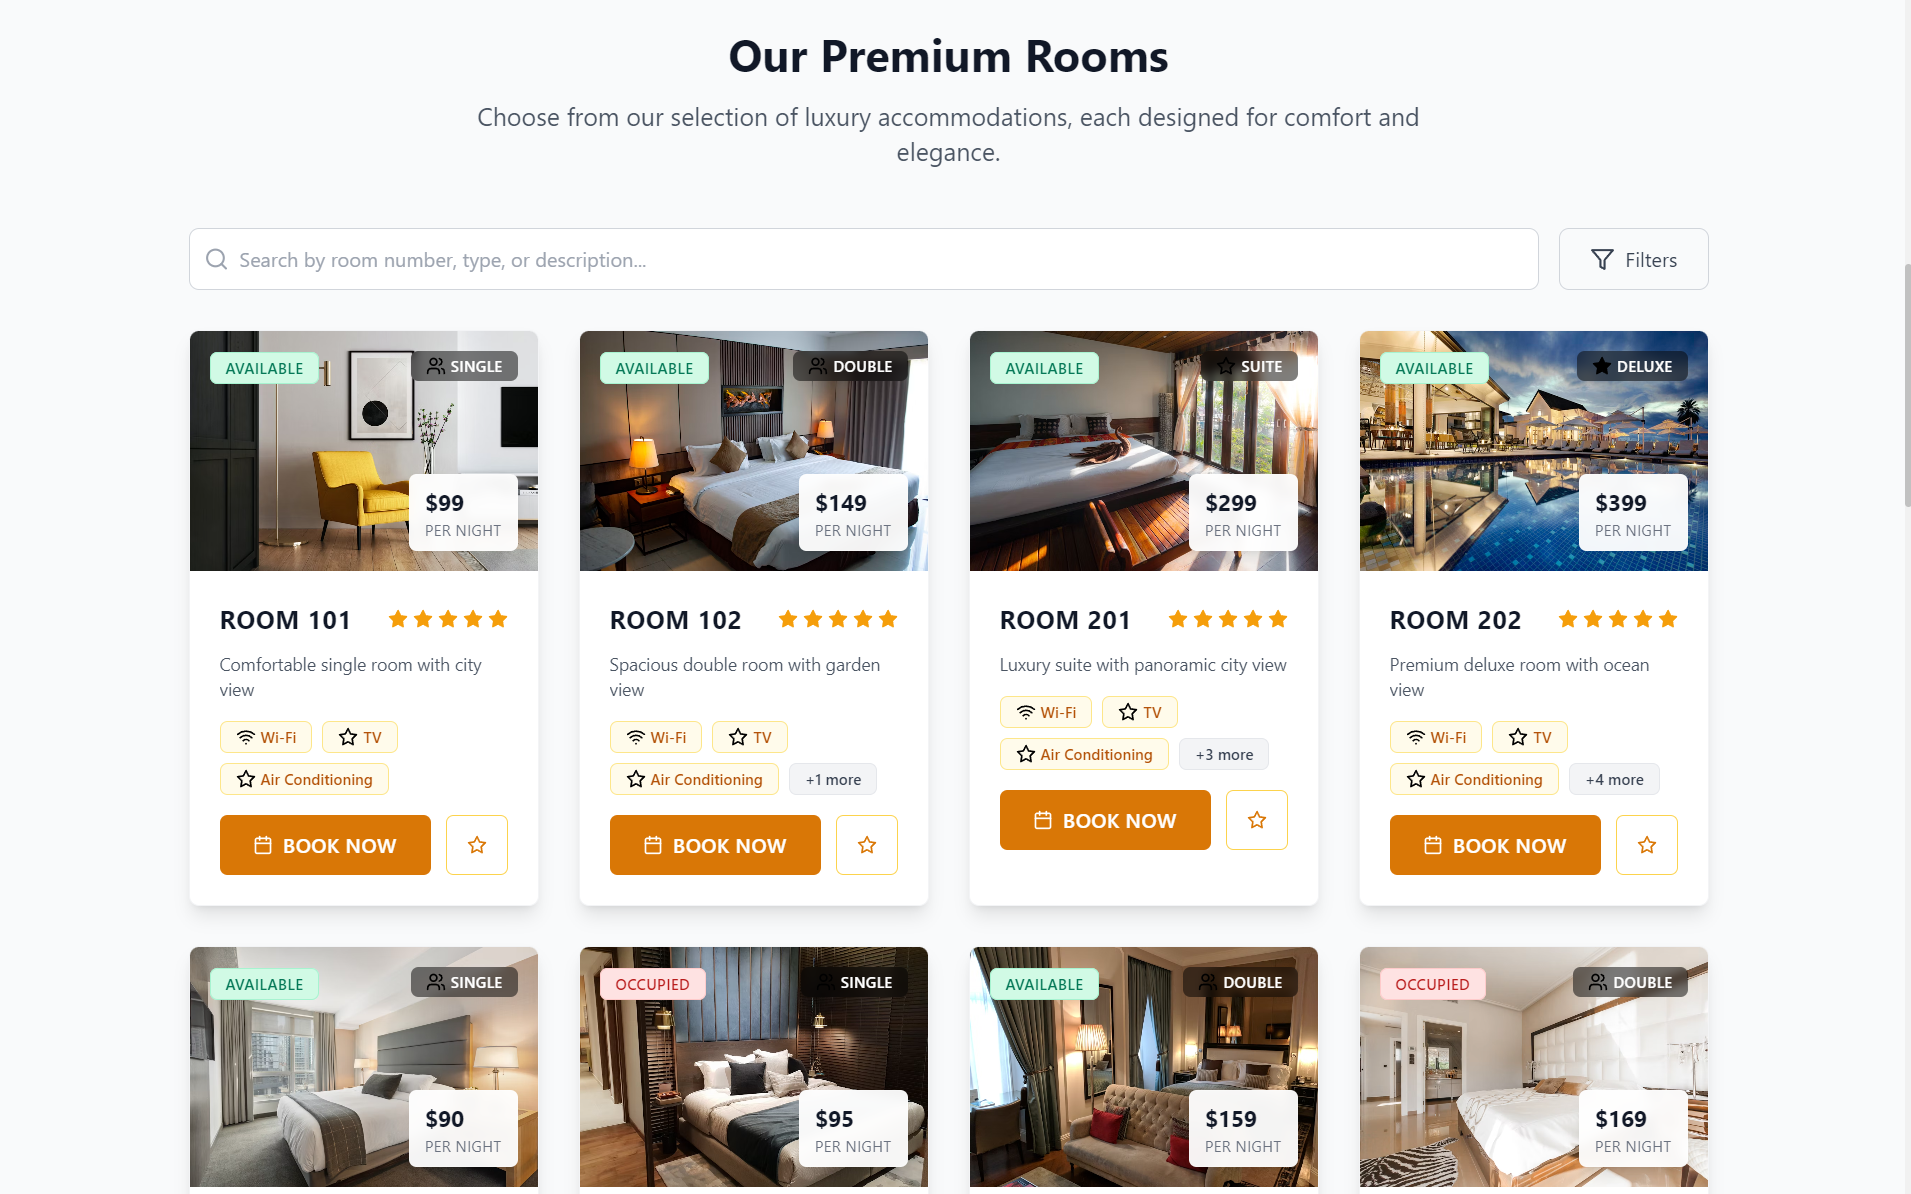 Our Premium Rooms
Choose from our selection of luxury accommodations, each designed for comfort and
elegance.
Search by room number, type, or description...
Filters
AVAILABLE
SINGLE
$99
PER NIGHT
ROOM 101
Comfortable single room with city
view
Wi-Fi
TV
Air Conditioning
BOOK NOW
AVAILABLE
DOUBLE
$149
PER NIGHT
ROOM 102
Spacious double room with garden
view
Wi-Fi
TV
Air Conditioning
+1 more
BOOK NOW
AVAILABLE
SUITE
$299
PER NIGHT
ROOM 201
Luxury suite with panoramic city view
Wi-Fi
TV
Air Conditioning
+3 more
BOOK NOW
AVAILABLE
DELUXE
$399
PER NIGHT
ROOM 202
Premium deluxe room with ocean
view
Wi-Fi
TV
Air Conditioning
+4 more
BOOK NOW
AVAILABLE
SINGLE
$90
PER NIGHT
OCCUPIED
SINGLE
$95
PER NIGHT
AVAILABLE
DOUBLE
$159
PER NIGHT
OCCUPIED
DOUBLE
$169
PER NIGHT